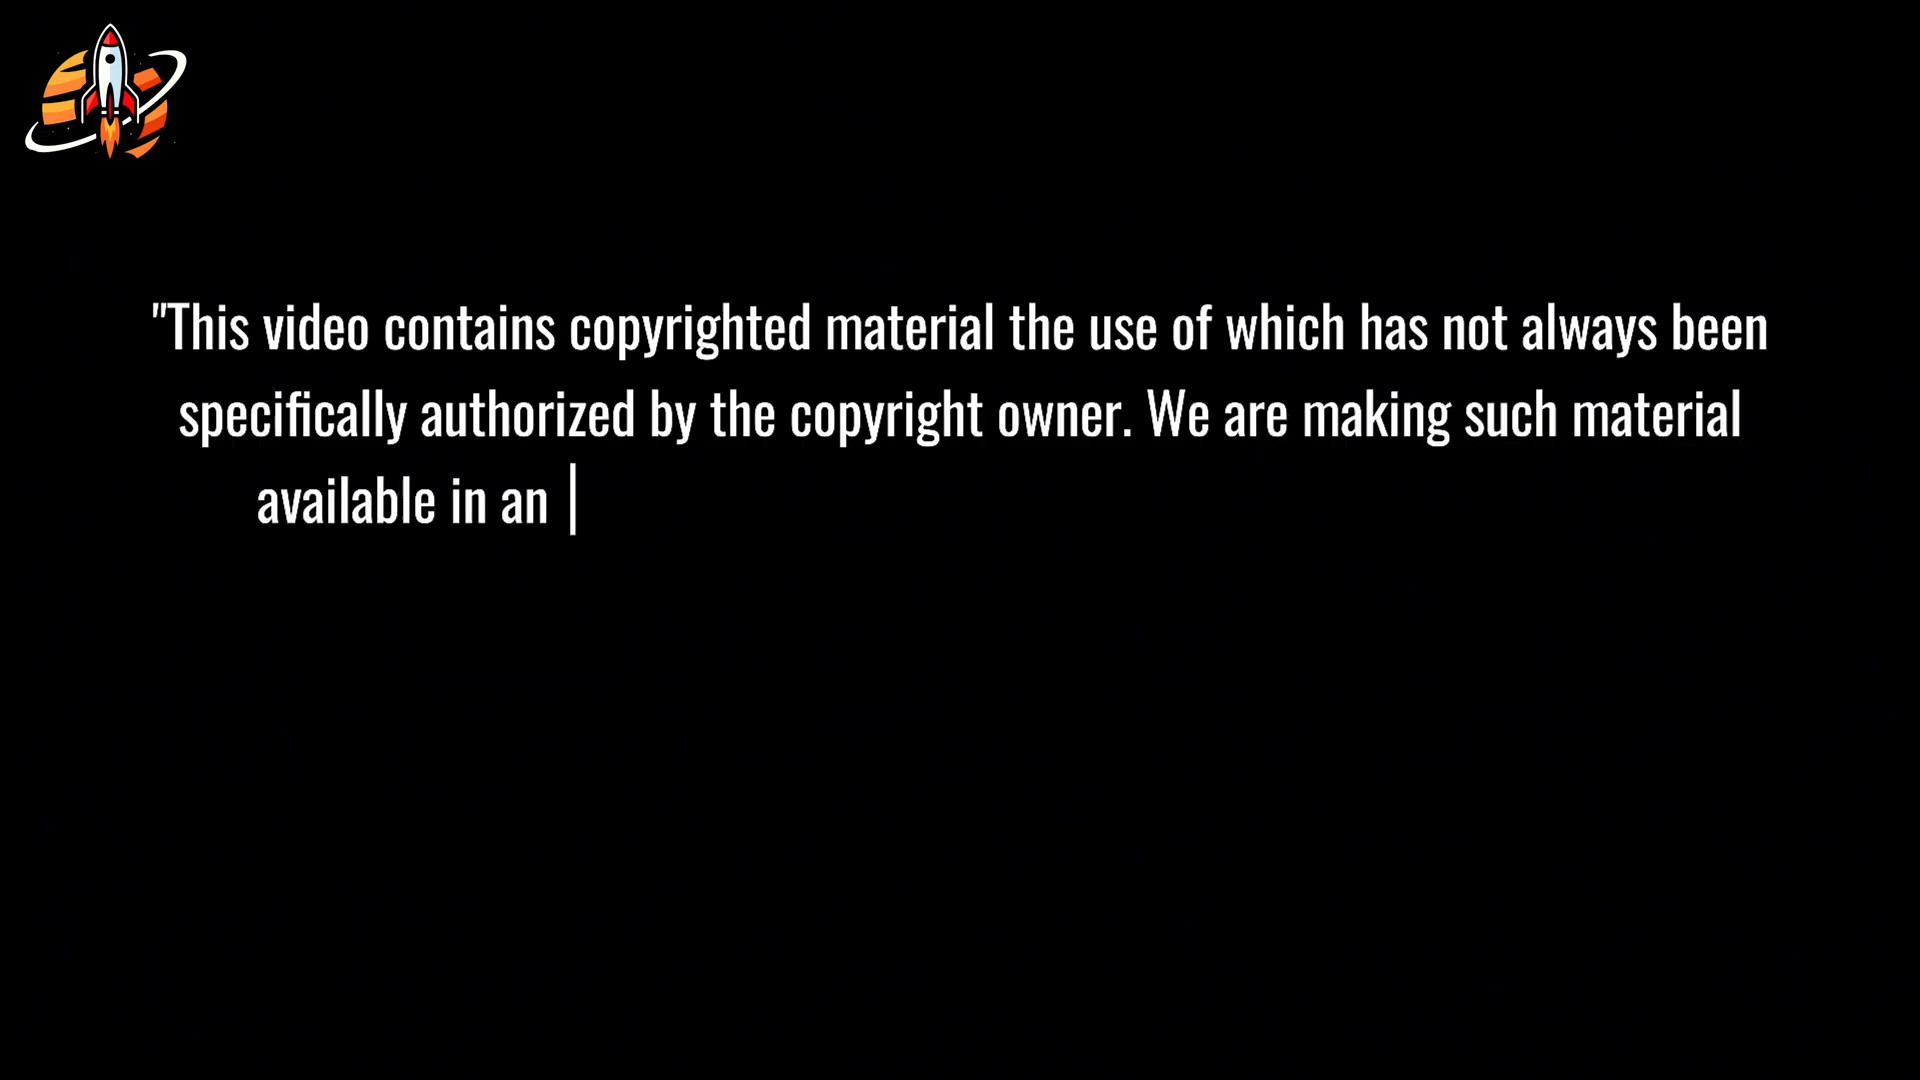 "This video contains copyrighted material the use of which has not always been
specifically authorized by the copyright owner. We are making such material
available in an